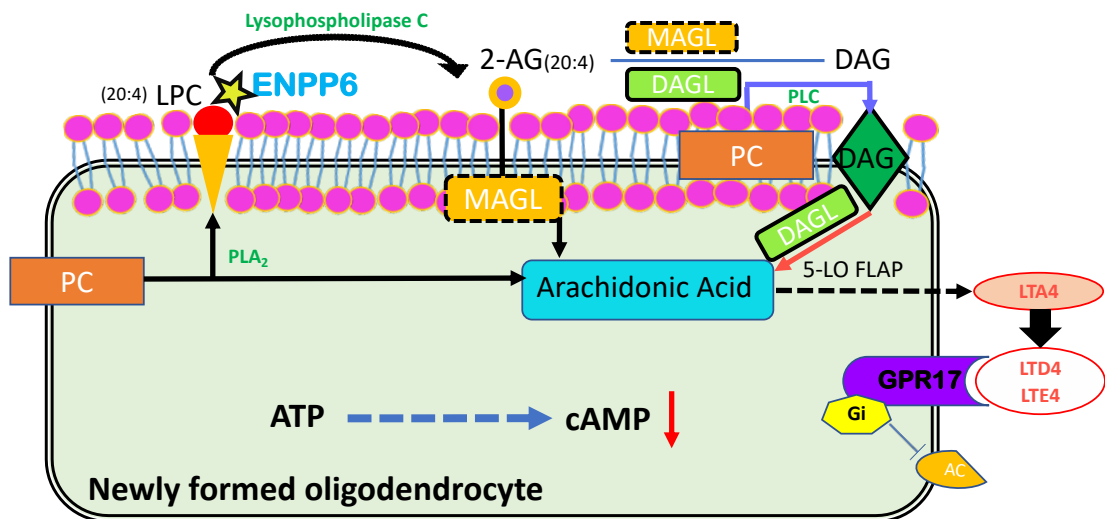 Lysophospholipase C
(20:4) LPC
ENPP6
2-AG(20:4)
MAGL
DAGL
DAG
PLC
PC
DAG
MAGL
DAGL
PLA2
PC
Arachidonic Acid
5-LO FLAP
LTA4
LTD4
LTE4
GPR17
Gi
AC
ATP
cAMP
Newly formed oligodendrocyte